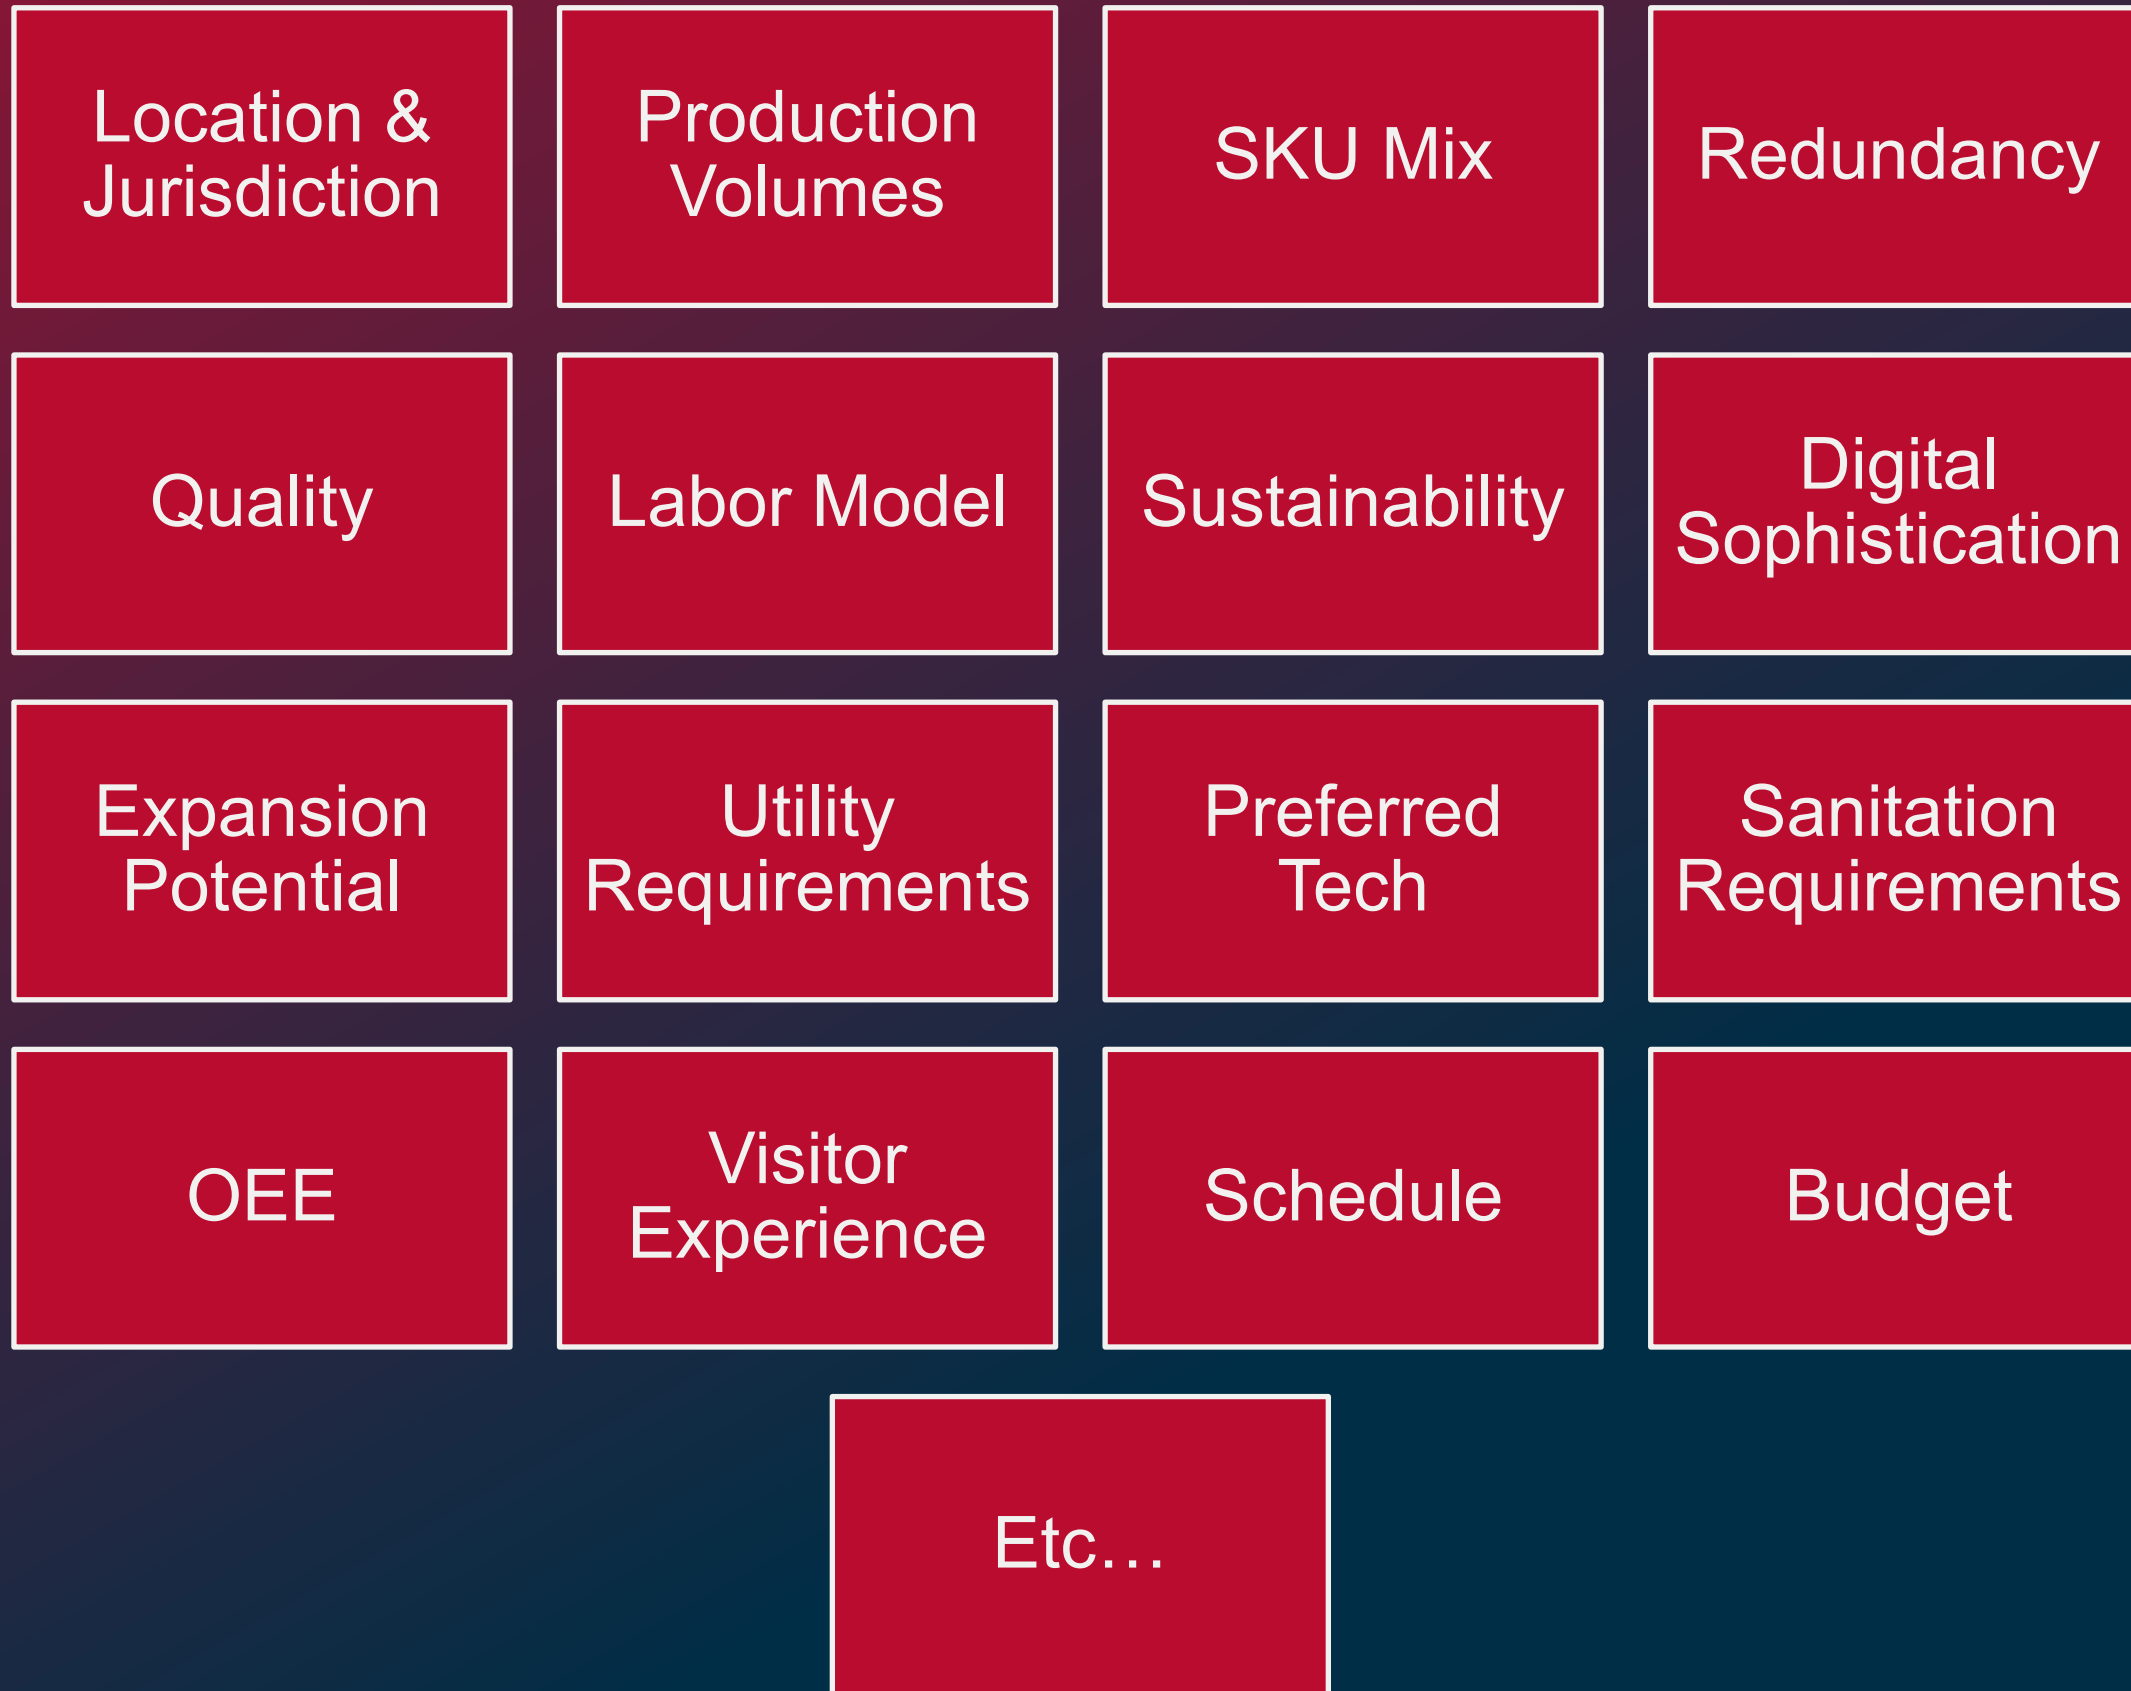 Location &
Jurisdiction
Production
Volumes
SKU Mix
Redundancy
Quality
Labor Model
Sustainability
Digital
Sophistication
Expansion
Potential
Utility
Requirements
Preferred
Tech
Sanitation
Requirements
OEE
Visitor
Experience
Schedule
Budget
Etc…